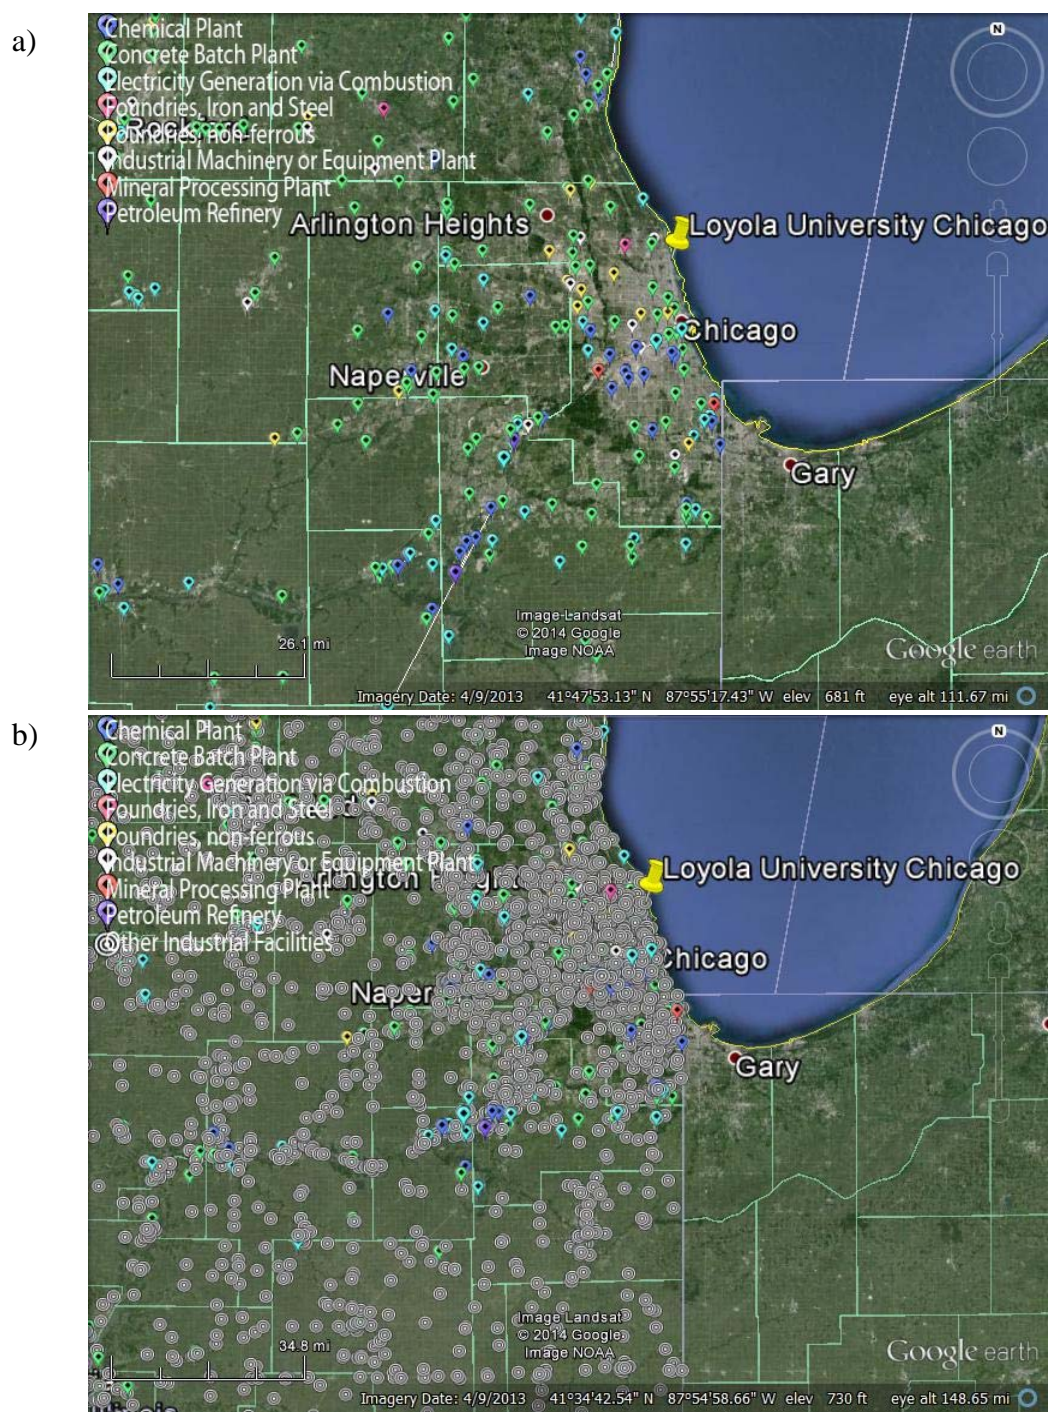 a)
Chemical Plant
Concrete Batch Plant
Electricity Generation via Combustion
Foundries, Iron and Steel
Foundries, non-ferrous
Industrial Machinery or Equipment Plant
Mineral Processing Plant
Petroleum Refinery
N
Arlington Heights
Loyola University Chicago
Chicago
Naperville
Gary
Image Landsat
© 2014 Google
Image NOAA
26.1 mi
Google earth
Imagery Date: 4/9/2013 41°47'53.13" N 87°55'17.43" W elev 681 ft eye alt 111.67 mi
b)
Chemical Plant
Concrete Batch Plant
Electricity Generation via Combustion
Foundries, Iron and Steel
Foundries, non-ferrous
Industrial Machinery or Equipment Plant
Mineral Processing Plant
Petroleum Refinery
Other Industrial Facilities
N
Loyola University Chicago
Chicago
Gary
Image Landsat
© 2014 Google
Image NOAA
34.8 mi
Google earth
Imagery Date: 4/9/2013 41°34'42.54" N 87°54'58.66" W elev 730 ft eye alt 148.65 mi